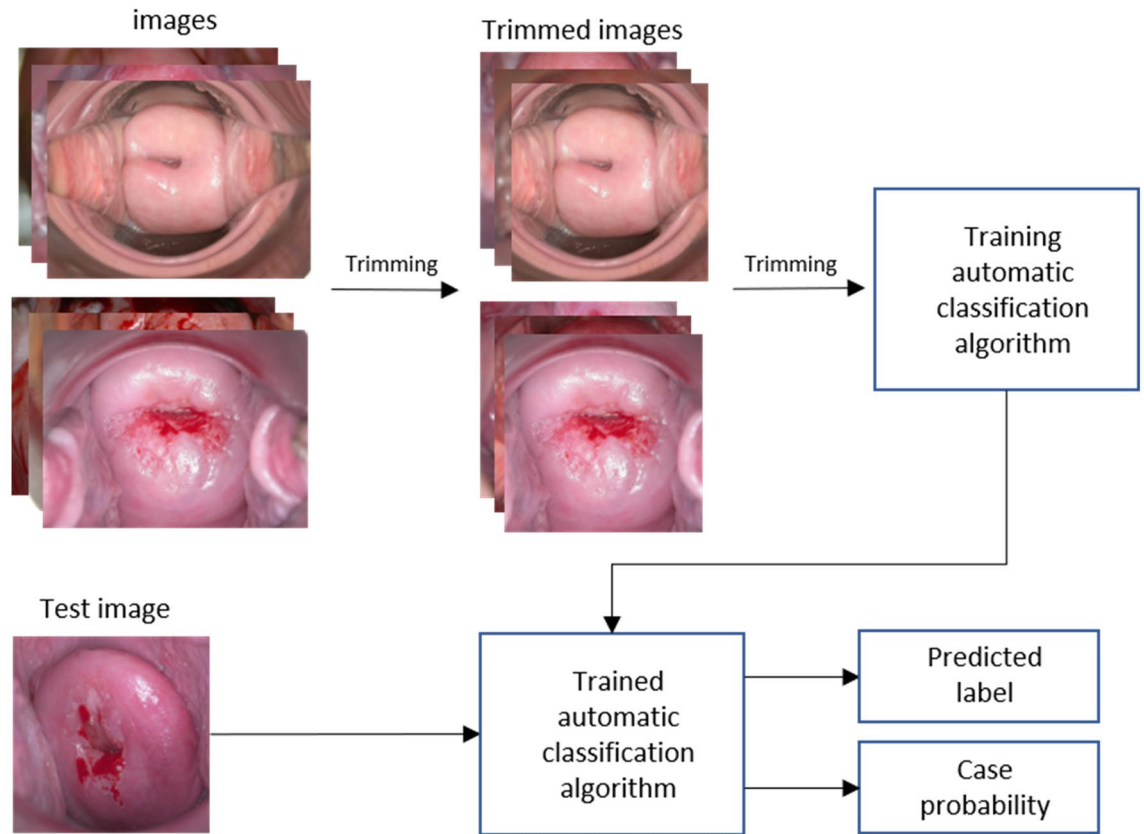 images
Trimmed images
Trimming
Trimming
Training
automatic
classification
algorithm
Test image
Trained
automatic
classification
algorithm
Predicted
label
Case
probability